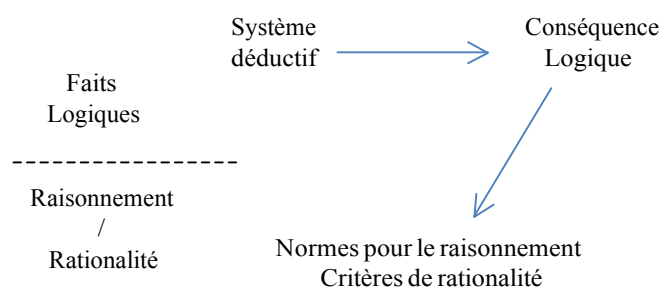 Système
déductif
Conséquence
Logique
Faits
Logiques
Raisonnement
/
Rationalité
Normes pour le raisonnement
Critères de rationalité